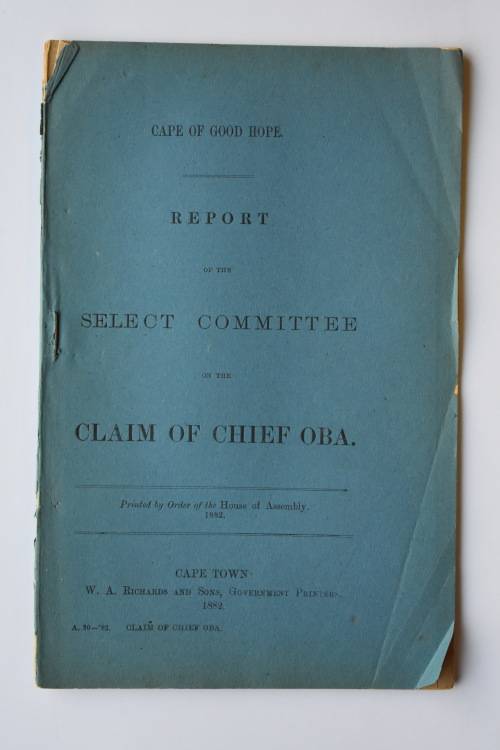 CAPE OF GOOD HOPE.
REPORT
OF THE
SELECT COMMITTEE
ON THE
CLAIM OF CHIEF OBA.
Printed by Order of the House of Assembly.
1882.
CAPE TOWN:
W. A. RICHARDS AND SONS, GOVERNMENT PRINTERS.
1882.
A. 30—'82. CLAIM OF CHIEF OBA.